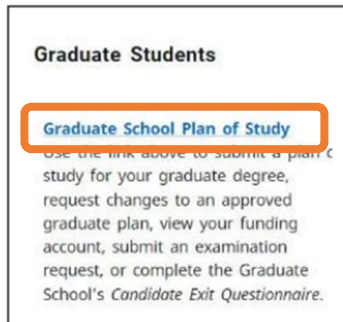 Graduate Students
Graduate School Plan of Study
Use the link above to submit a plan
study for your graduate degree,
request changes to an approved
graduate plan, view your funding
account, submit an examination
request, or complete the Graduate
School's Candidate Exit Questionnaire.